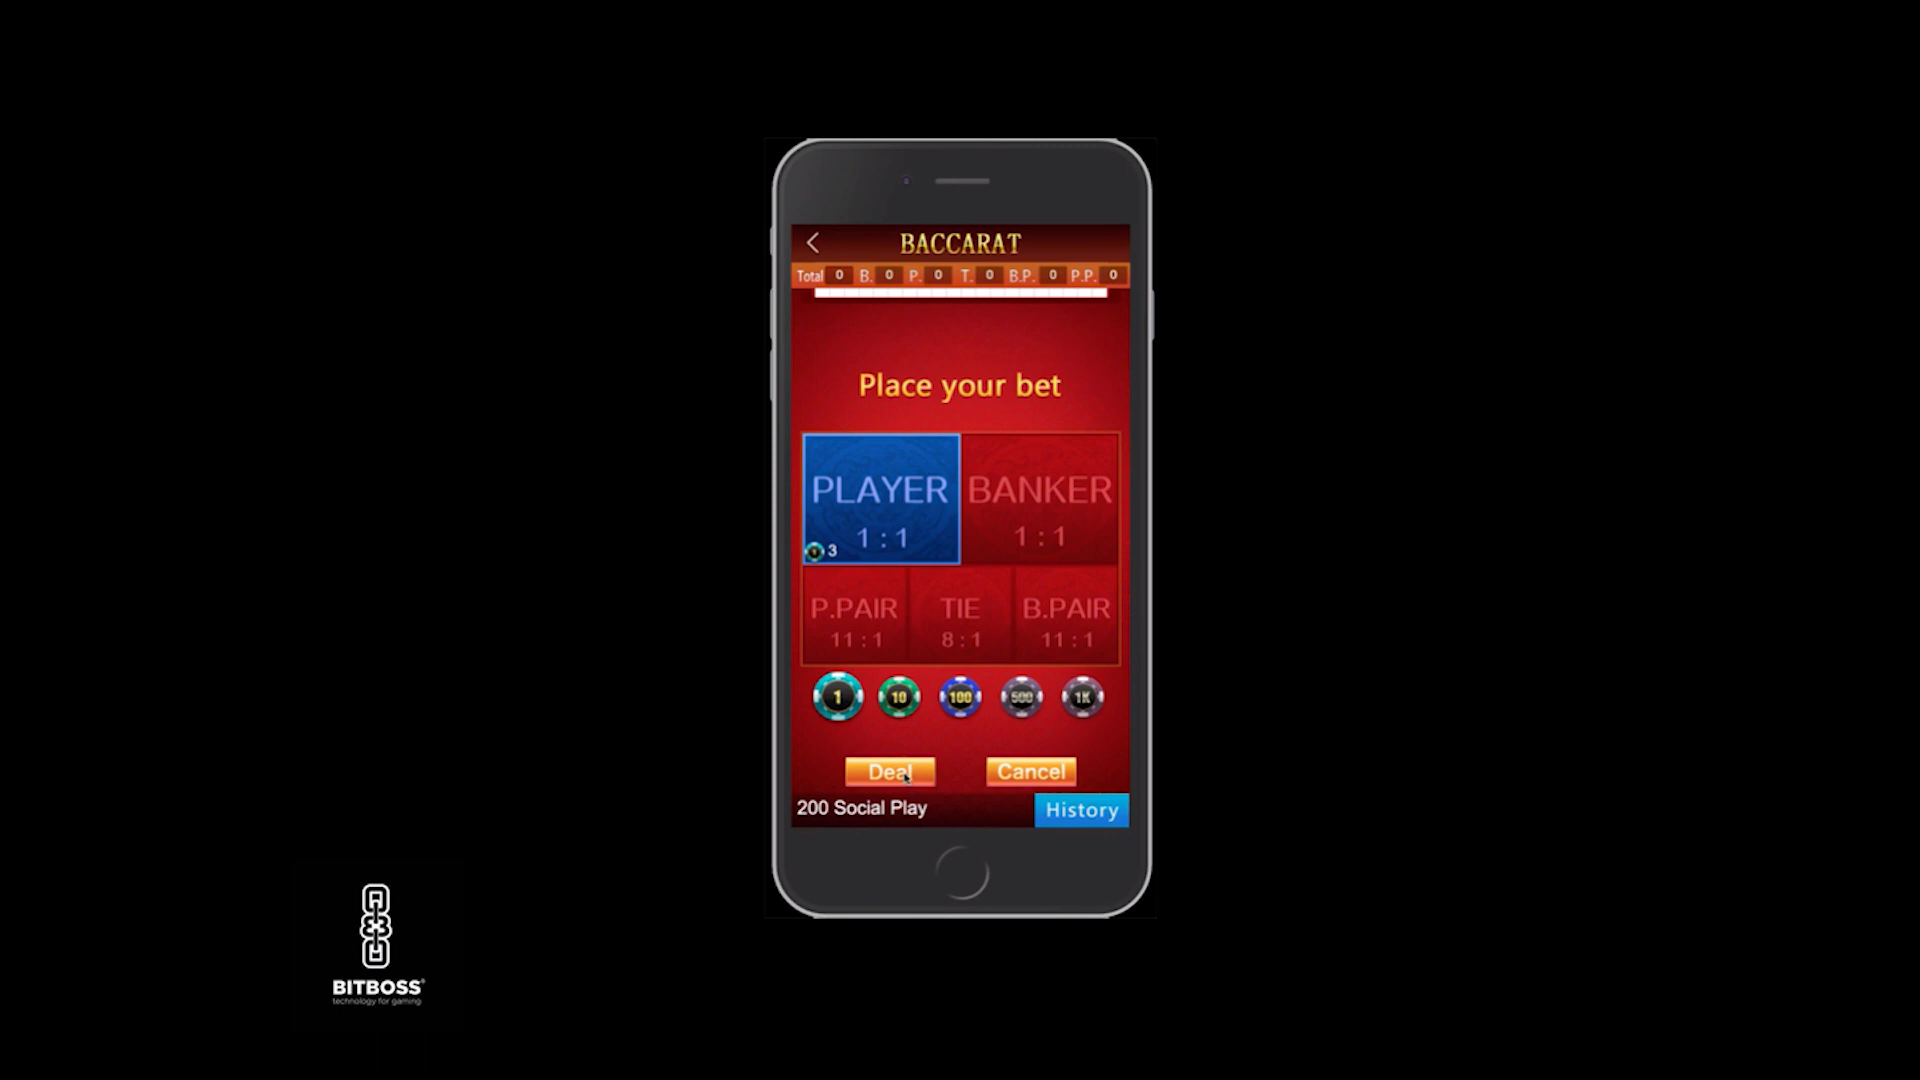 BACCARAT
Total 0 B. 0 P. 0 T. 0 B.P. 0 P.P. 0
Place your bet
PLAYER
1 : 1
3
BANKER
1 : 1
P.PAIR
11 : 1
TIE
8 : 1
B.PAIR
11 : 1
1 10 100 500 1K
Deal
Cancel
200 Social Play
History
BITBOSS®
technology for gaming